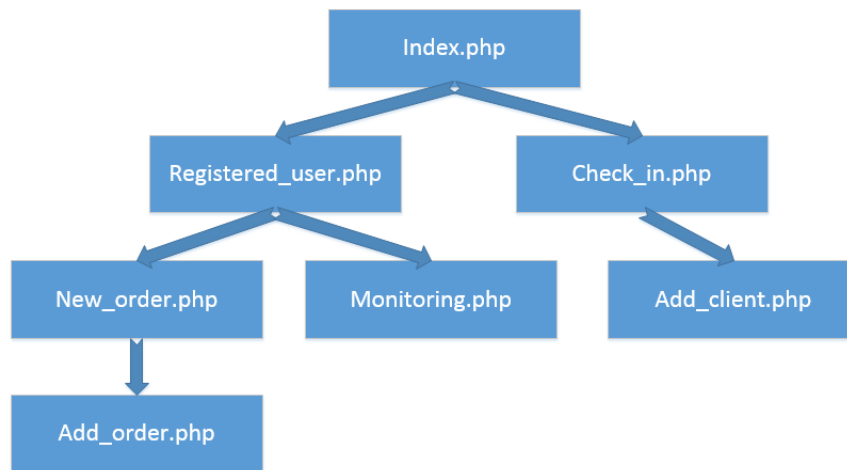 Index.php
Registered_user.php
Check_in.php
New_order.php
Monitoring.php
Add_client.php
Add_order.php